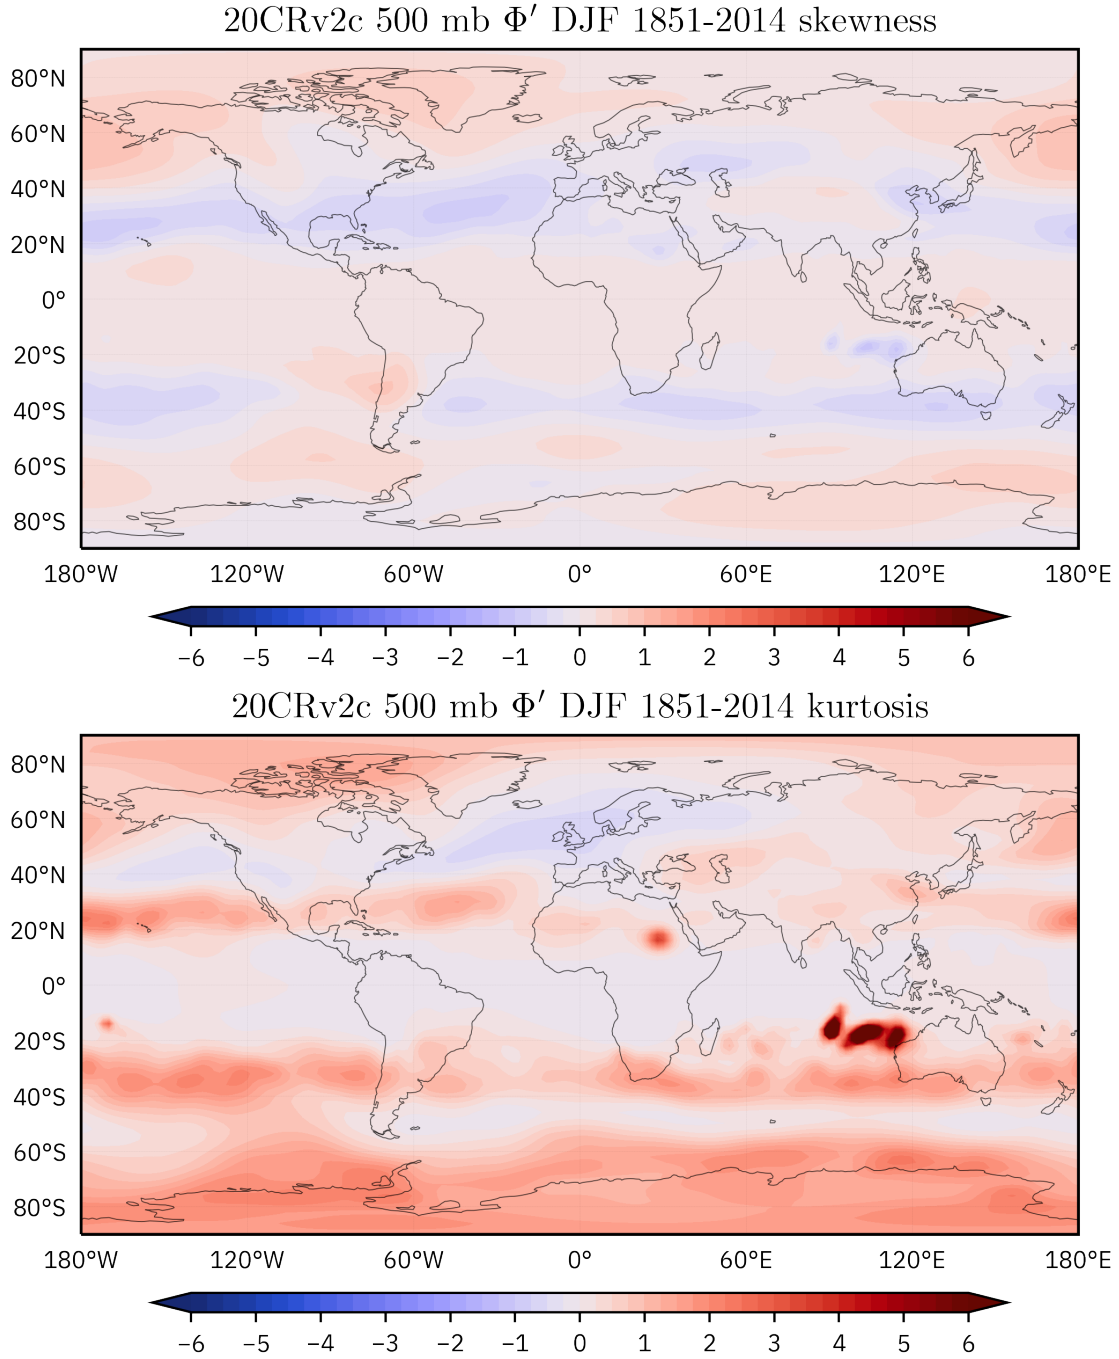 20CRv2c 500 mb Φ′ DJF 1851-2014 skewness
80°N
60°N
40°N
20°N
0°
20°S
40°S
60°S
80°S
180°W 120°W 60°W 0° 60°E 120°E 180°E
−6 −5 −4 −3 −2 −1 0 1 2 3 4 5 6
20CRv2c 500 mb Φ′ DJF 1851-2014 kurtosis
80°N
60°N
40°N
20°N
0°
20°S
40°S
60°S
80°S
180°W 120°W 60°W 0° 60°E 120°E 180°E
−6 −5 −4 −3 −2 −1 0 1 2 3 4 5 6